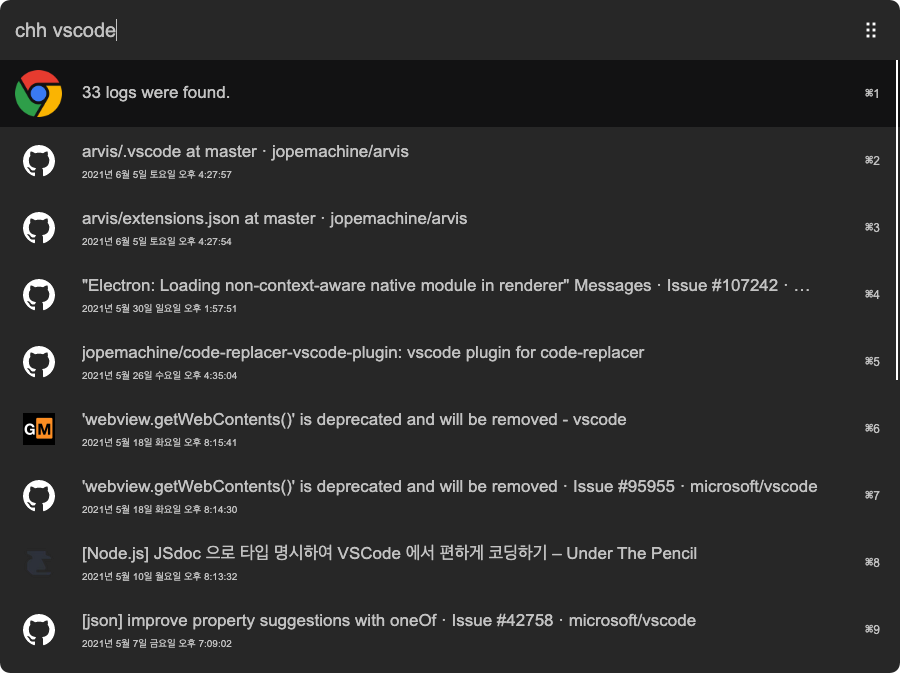 chh vscode
33 logs were found.
⌘1
arvis/.vscode at master · jopemachine/arvis
2021년 6월 5일 토요일 오후 4:27:57
⌘2
arvis/extensions.json at master · jopemachine/arvis
2021년 6월 5일 토요일 오후 4:27:54
⌘3
"Electron: Loading non-context-aware native module in renderer" Messages · Issue #107242 · …
2021년 5월 30일 일요일 오후 1:57:51
⌘4
jopemachine/code-replacer-vscode-plugin: vscode plugin for code-replacer
2021년 5월 26일 수요일 오후 4:35:04
⌘5
GM
'webview.getWebContents()' is deprecated and will be removed - vscode
2021년 5월 18일 화요일 오후 8:15:41
⌘6
'webview.getWebContents()' is deprecated and will be removed · Issue #95955 · microsoft/vscode
2021년 5월 18일 화요일 오후 8:14:30
⌘7
[Node.js] JSdoc 으로 타입 명시하여 VSCode 에서 편하게 코딩하기 – Under The Pencil
2021년 5월 10일 월요일 오후 8:13:32
⌘8
[json] improve property suggestions with oneOf · Issue #42758 · microsoft/vscode
2021년 5월 7일 금요일 오후 7:09:02
⌘9